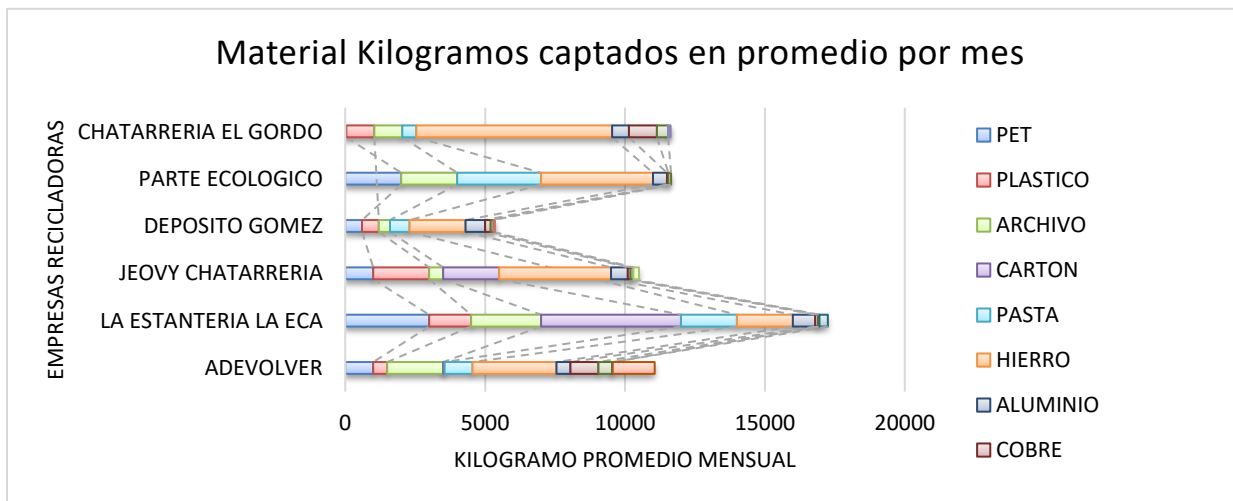 Material Kilogramos captados en promedio por mes
EMPRESAS RECICLADORAS
CHATARRERIA EL GORDO
PARTE ECOLOGICO
DEPOSITO GOMEZ
JEOVY CHATARRERIA
LA ESTANTERIA LA ECA
ADEVOLVER
0 5000 10000 15000 20000
KILOGRAMO PROMEDIO MENSUAL
PET
PLASTICO
ARCHIVO
CARTON
PASTA
HIERRO
ALUMINIO
COBRE